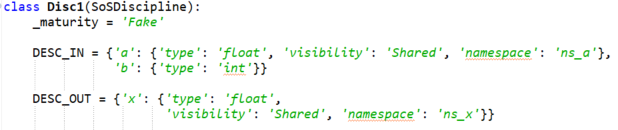 class Disc1(SoSDiscipline):
_maturity = 'Fake'
DESC_IN = {'a': {'type': 'float', 'visibility': 'Shared', 'namespace': 'ns_a'},
'b': {'type': 'int'}}
DESC_OUT = {'x': {'type': 'float',
'visibility': 'Shared', 'namespace': 'ns_x'}}